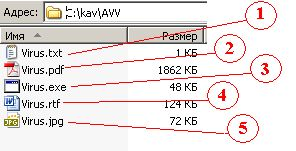 Адрес: C:\kav\AVV
Имя Размер
Virus.txt 1 КБ 1
Virus.pdf 1862 КБ 2
Virus.exe 48 КБ 3
Virus.rtf 124 КБ 4
Virus.jpg 72 КБ 5